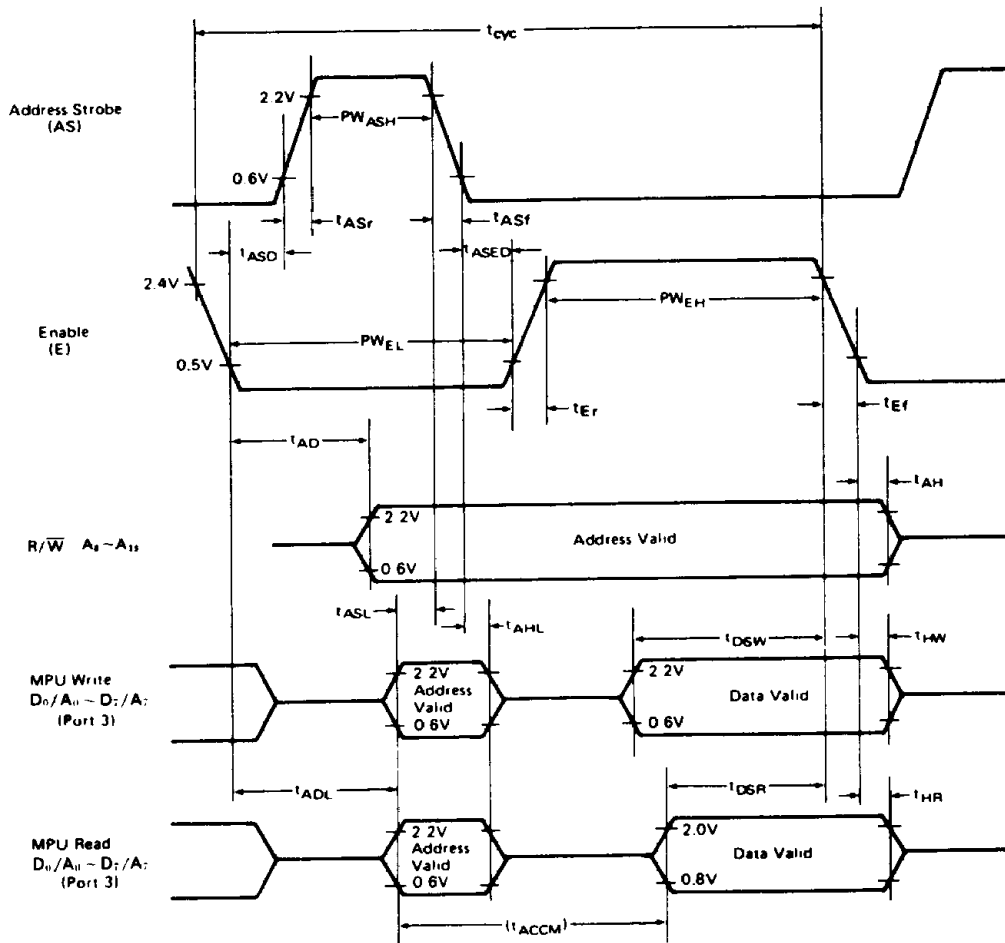 tcyc
Address Strobe
(AS)
2.2V
PWASH
0.6V
tASr
tASf
tASD
tASED
2.4V
Enable
(E)
PWEH
PWEL
0.5V
tEr
tEf
tAD
tAH
R/W̅ A₈~A₁₅
2 2V
Address Valid
0 6V
tASL
tAHL
tDSW
tHW
MPU Write
D₀/A₀ ~ D₇/A₇
(Port 3)
2 2V
Address
Valid
0 6V
2 2V
Data Valid
0 6V
tADL
tDSR
tHR
MPU Read
D₀/A₀ ~ D₇/A₇
(Port 3)
2 2V
Address
Valid
0 6V
2.0V
Data Valid
0.8V
(tACCM)